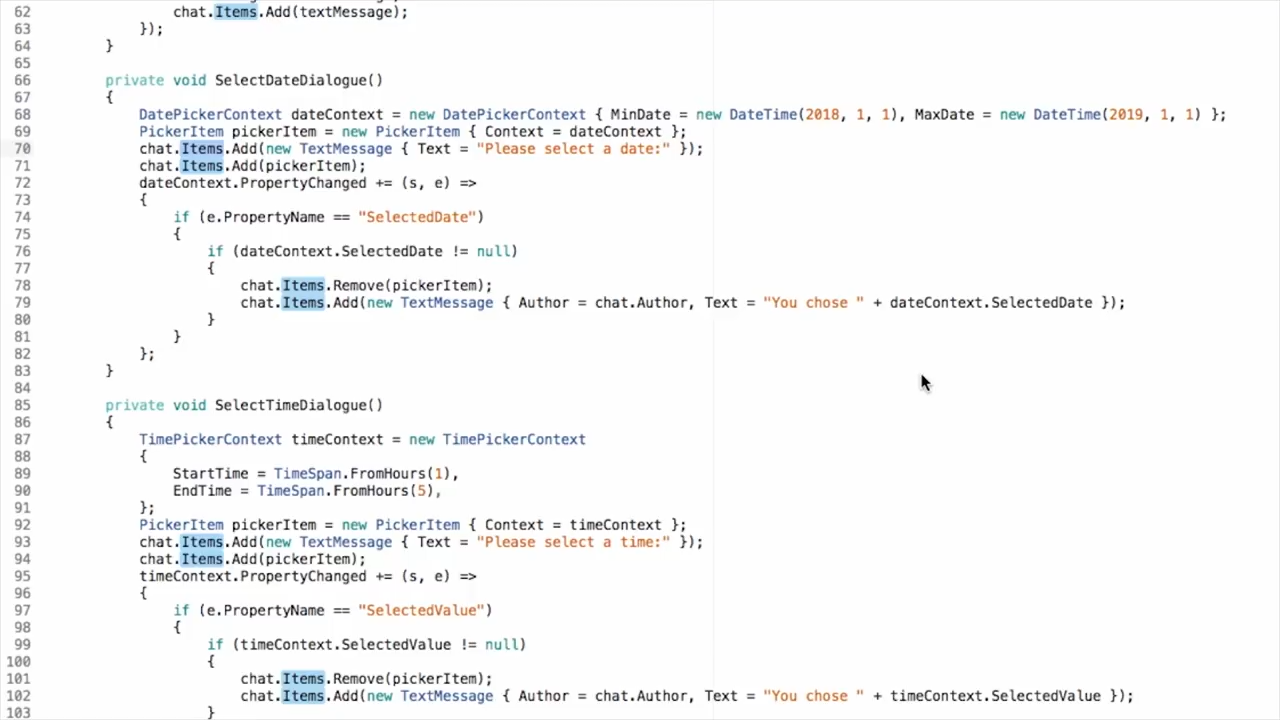 62                 chat.Items.Add(textMessage);
63             });
64         }
65
66         private void SelectDateDialogue()
67         {
68             DatePickerContext dateContext = new DatePickerContext { MinDate = new DateTime(2018, 1, 1), MaxDate = new DateTime(2019, 1, 1) };
69             PickerItem pickerItem = new PickerItem { Context = dateContext };
70             chat.Items.Add(new TextMessage { Text = "Please select a date:" });
71             chat.Items.Add(pickerItem);
72             dateContext.PropertyChanged += (s, e) =>
73             {
74                 if (e.PropertyName == "SelectedDate")
75                 {
76                     if (dateContext.SelectedDate != null)
77                     {
78                         chat.Items.Remove(pickerItem);
79                         chat.Items.Add(new TextMessage { Author = chat.Author, Text = "You chose " + dateContext.SelectedDate });
80                     }
81                 }
82             };
83         }
84
85         private void SelectTimeDialogue()
86         {
87             TimePickerContext timeContext = new TimePickerContext
88             {
89                 StartTime = TimeSpan.FromHours(1),
90                 EndTime = TimeSpan.FromHours(5),
91             };
92             PickerItem pickerItem = new PickerItem { Context = timeContext };
93             chat.Items.Add(new TextMessage { Text = "Please select a time:" });
94             chat.Items.Add(pickerItem);
95             timeContext.PropertyChanged += (s, e) =>
96             {
97                 if (e.PropertyName == "SelectedValue")
98                 {
99                     if (timeContext.SelectedValue != null)
100                     {
101                         chat.Items.Remove(pickerItem);
102                         chat.Items.Add(new TextMessage { Author = chat.Author, Text = "You chose " + timeContext.SelectedValue });
103                     }